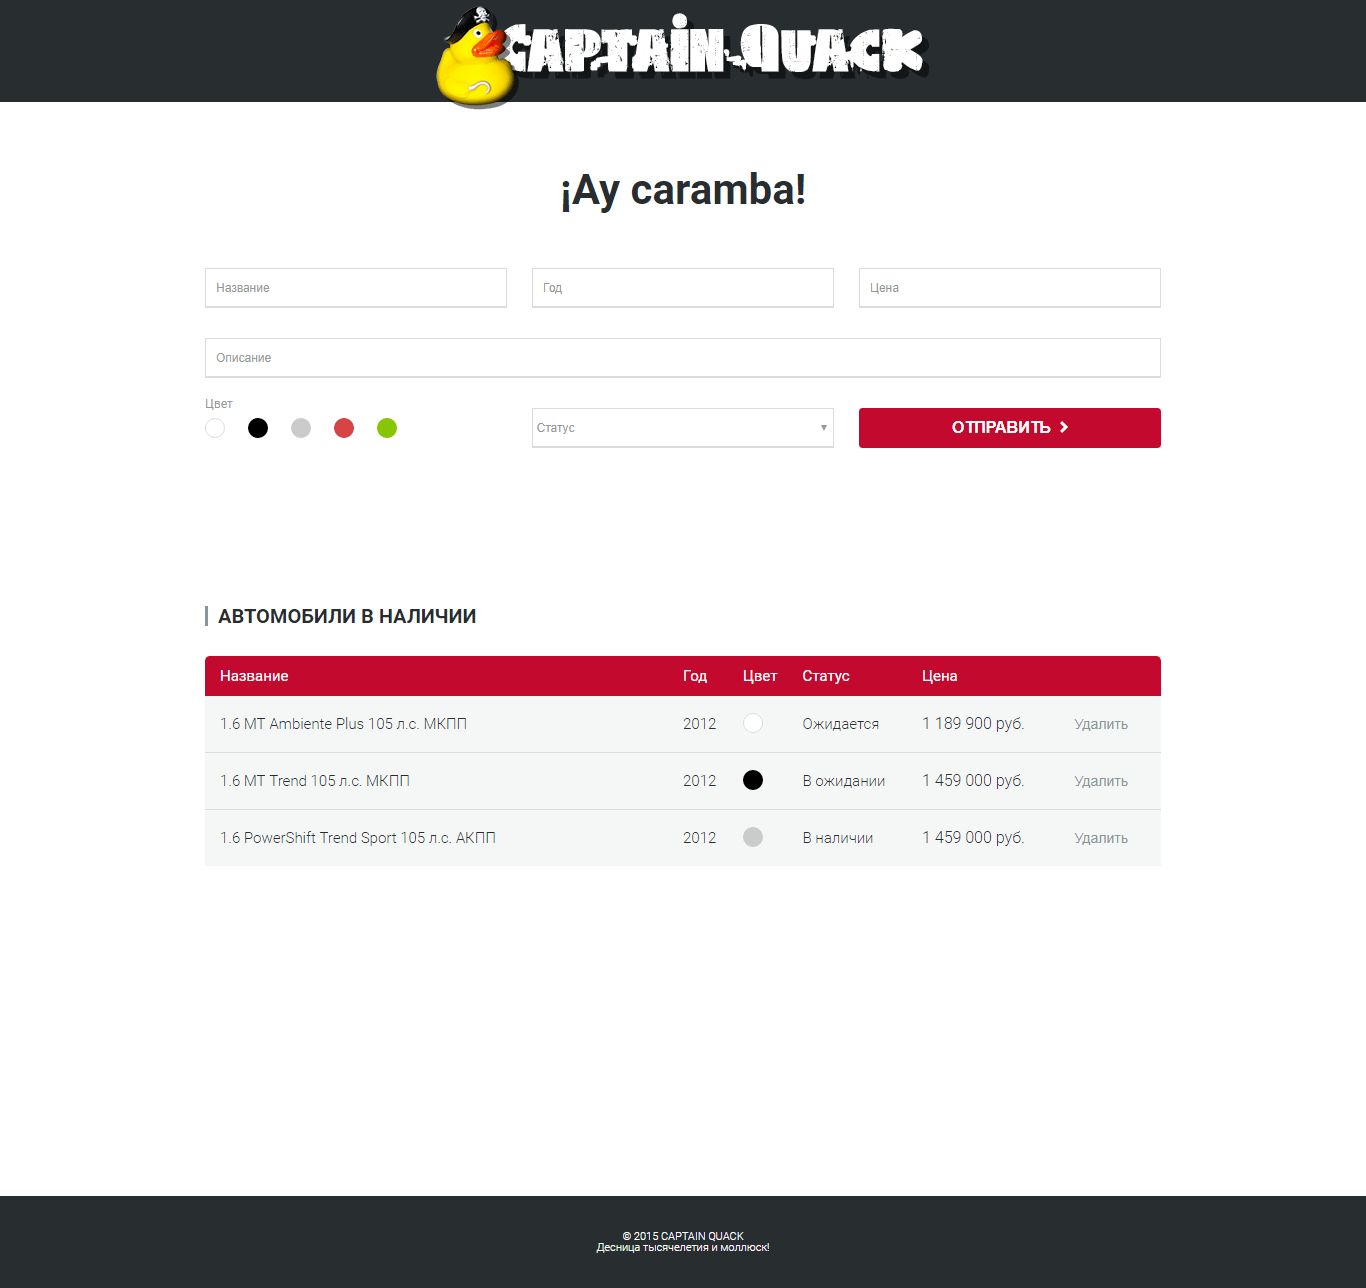 CAPTAIN QUACK
¡Ay caramba!
Название Год Цена
Описание
Цвет
Статус ▾ ОТПРАВИТЬ
АВТОМОБИЛИ В НАЛИЧИИ
Название Год Цвет Статус Цена
1.6 MT Ambiente Plus 105 л.с. МКПП 2012 Ожидается 1 189 900 руб. Удалить
1.6 MT Trend 105 л.с. МКПП 2012 В ожидании 1 459 000 руб. Удалить
1.6 PowerShift Trend Sport 105 л.с. АКПП 2012 В наличии 1 459 000 руб. Удалить
© 2015 CAPTAIN QUACK
Десница тысячелетия и моллюск!